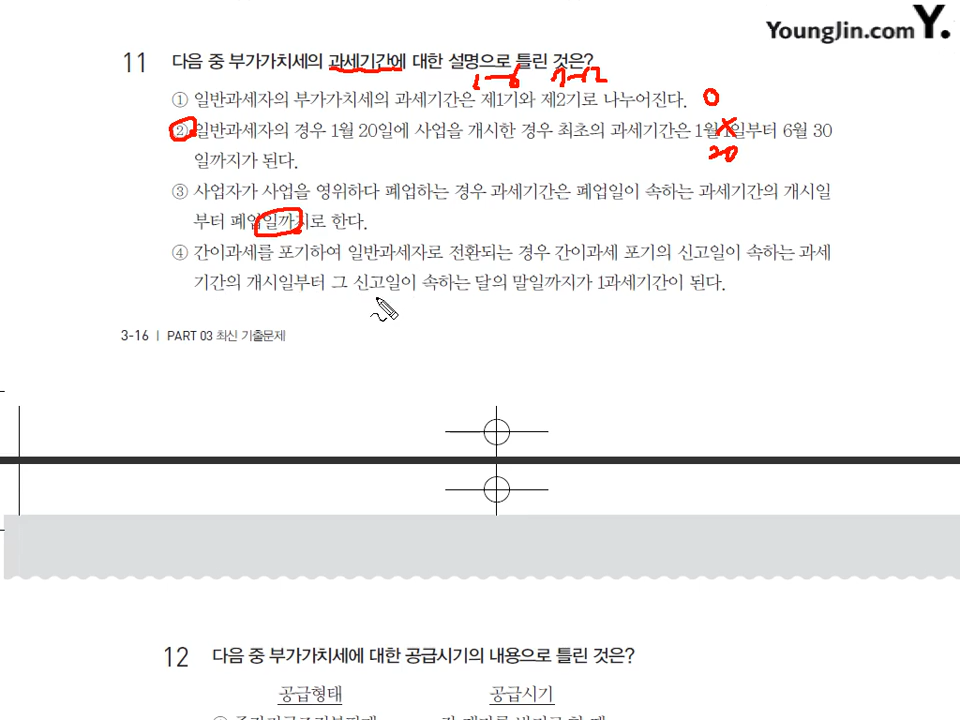 YoungJin.com Y.
11 다음 중 부가가치세의 과세기간에 대한 설명으로 틀린 것은?
1-6 7-12
① 일반과세자의 부가가치세의 과세기간은 제1기와 제2기로 나누어진다. O
② 일반과세자의 경우 1월 20일에 사업을 개시한 경우 최초의 과세기간은 1월 1일부터 6월 30
일까지가 된다.
20
③ 사업자가 사업을 영위하다 폐업하는 경우 과세기간은 폐업일이 속하는 과세기간의 개시일
부터 폐업일까지로 한다.
④ 간이과세를 포기하여 일반과세자로 전환되는 경우 간이과세 포기의 신고일이 속하는 과세
기간의 개시일부터 그 신고일이 속하는 달의 말일까지가 1과세기간이 된다.
3-16 | PART 03 최신 기출문제
12 다음 중 부가가치세에 대한 공급시기의 내용으로 틀린 것은?
공급형태 공급시기